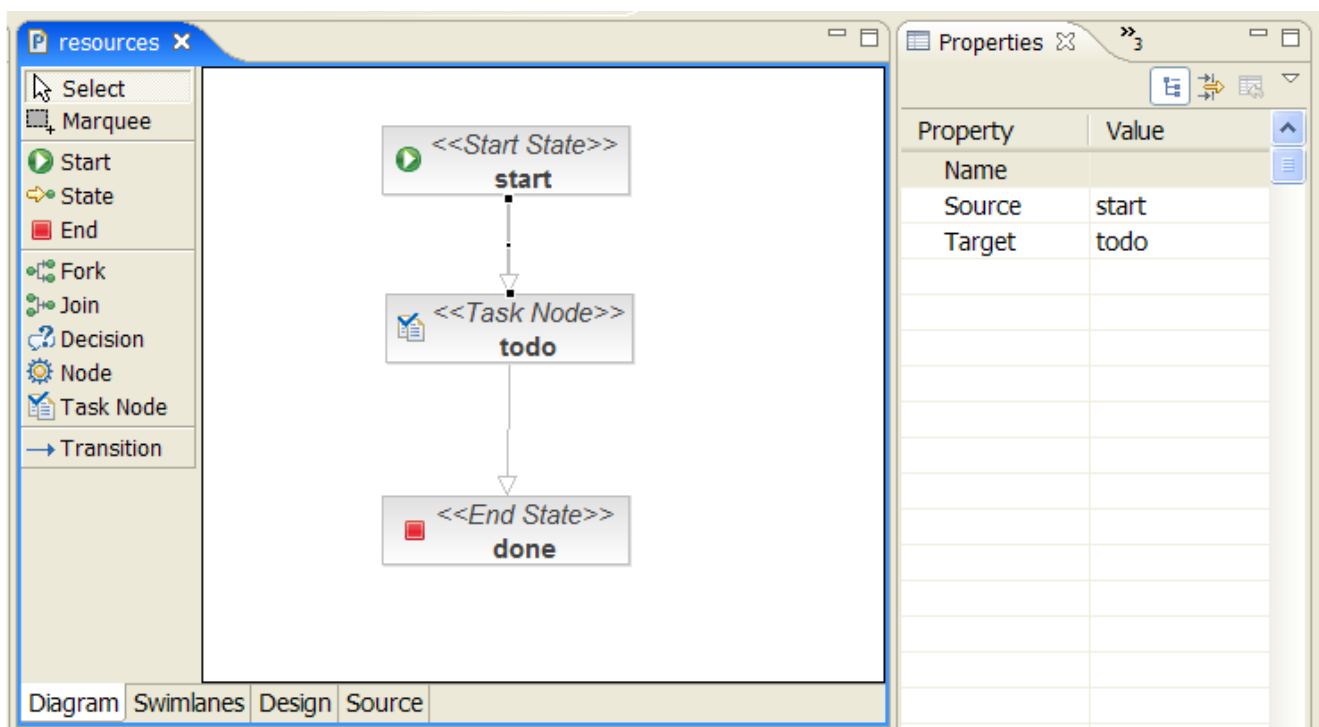 resources
Select
Marquee
Start
State
End
Fork
Join
Decision
Node
Task Node
Transition
<<Start State>>
start
<<Task Node>>
todo
<<End State>>
done
Diagram Swimlanes Design Source
Properties »3
Property Value
Name
Source start
Target todo